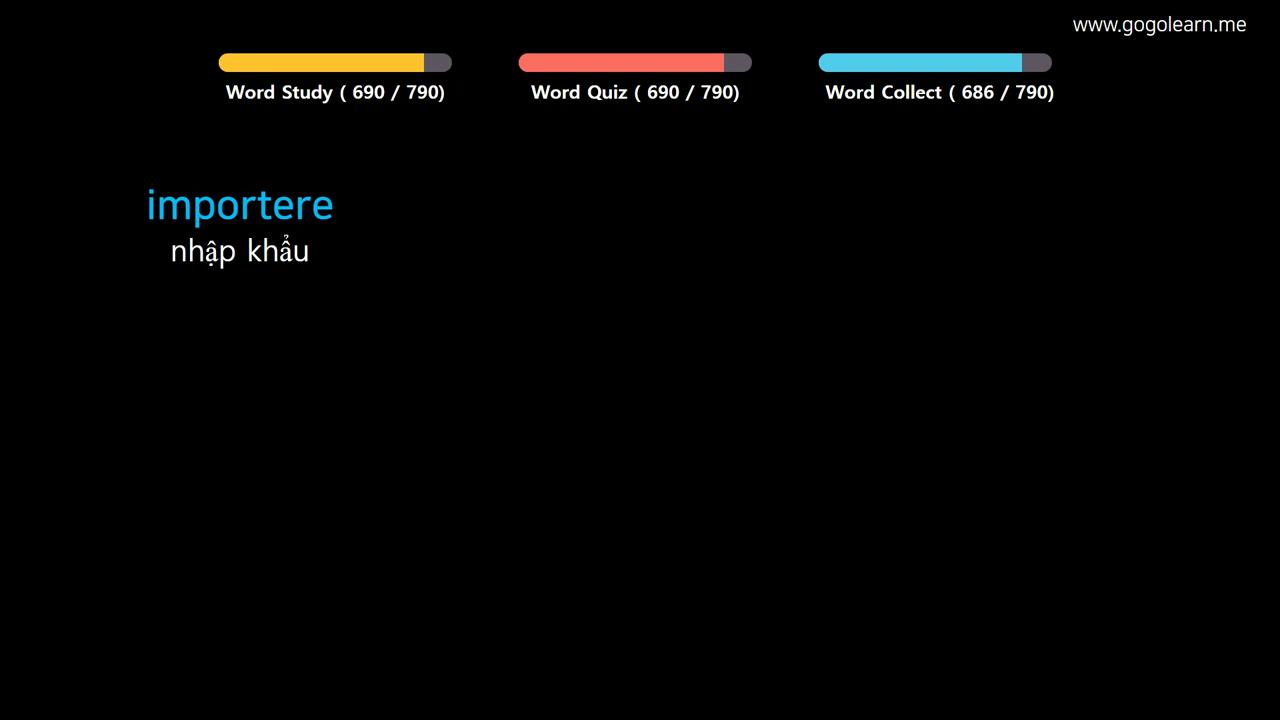 www.gogolearn.me
Word Study ( 690 / 790)
Word Quiz ( 690 / 790)
Word Collect ( 686 / 790)
importere
nhập khẩu